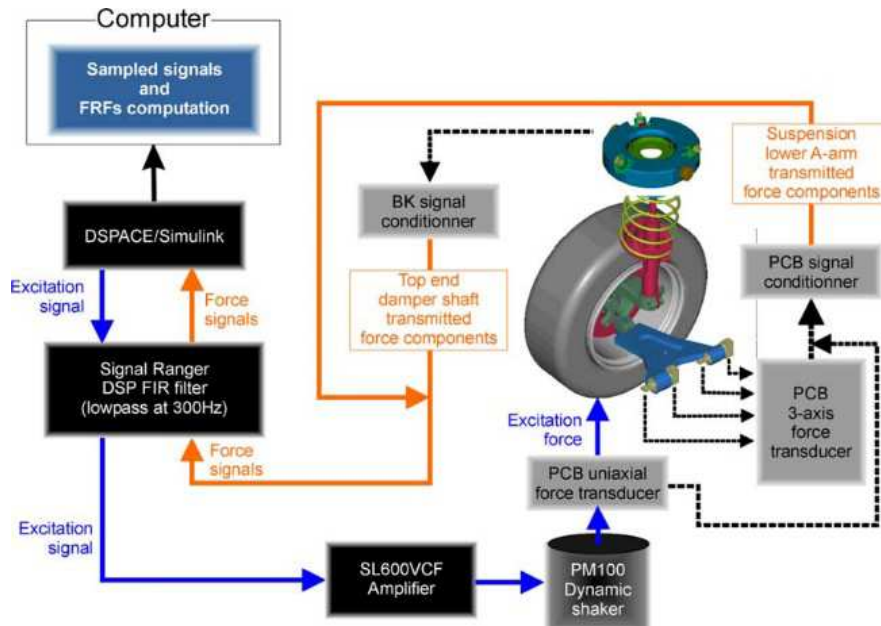 Computer
Sampled signals
and
FRFs computation
DSPACE/Simulink
Excitation
signal
Force
signals
Signal Ranger
DSP FIR filter
(lowpass at 300Hz)
Force
signals
Excitation
signal
SL600VCF
Amplifier
PM100
Dynamic
shaker
PCB uniaxial
force transducer
Excitation
force
BK signal
conditionner
Top end
damper shaft
transmitted
force components
Suspension
lower A-arm
transmitted
force components
PCB signal
conditionner
PCB
3-axis
force
transducer